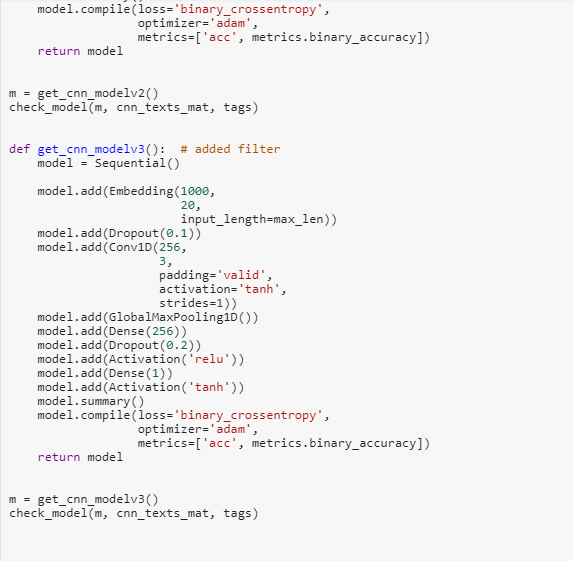 model.compile(loss='binary_crossentropy',
optimizer='adam',
metrics=['acc', metrics.binary_accuracy])
return model
m = get_cnn_modelv2()
check_model(m, cnn_texts_mat, tags)
def get_cnn_modelv3():  # added filter
model = Sequential()
model.add(Embedding(1000,
20,
input_length=max_len))
model.add(Dropout(0.1))
model.add(Conv1D(256,
3,
padding='valid',
activation='tanh',
strides=1))
model.add(GlobalMaxPooling1D())
model.add(Dense(256))
model.add(Dropout(0.2))
model.add(Activation('relu'))
model.add(Dense(1))
model.add(Activation('tanh'))
model.summary()
model.compile(loss='binary_crossentropy',
optimizer='adam',
metrics=['acc', metrics.binary_accuracy])
return model
m = get_cnn_modelv3()
check_model(m, cnn_texts_mat, tags)